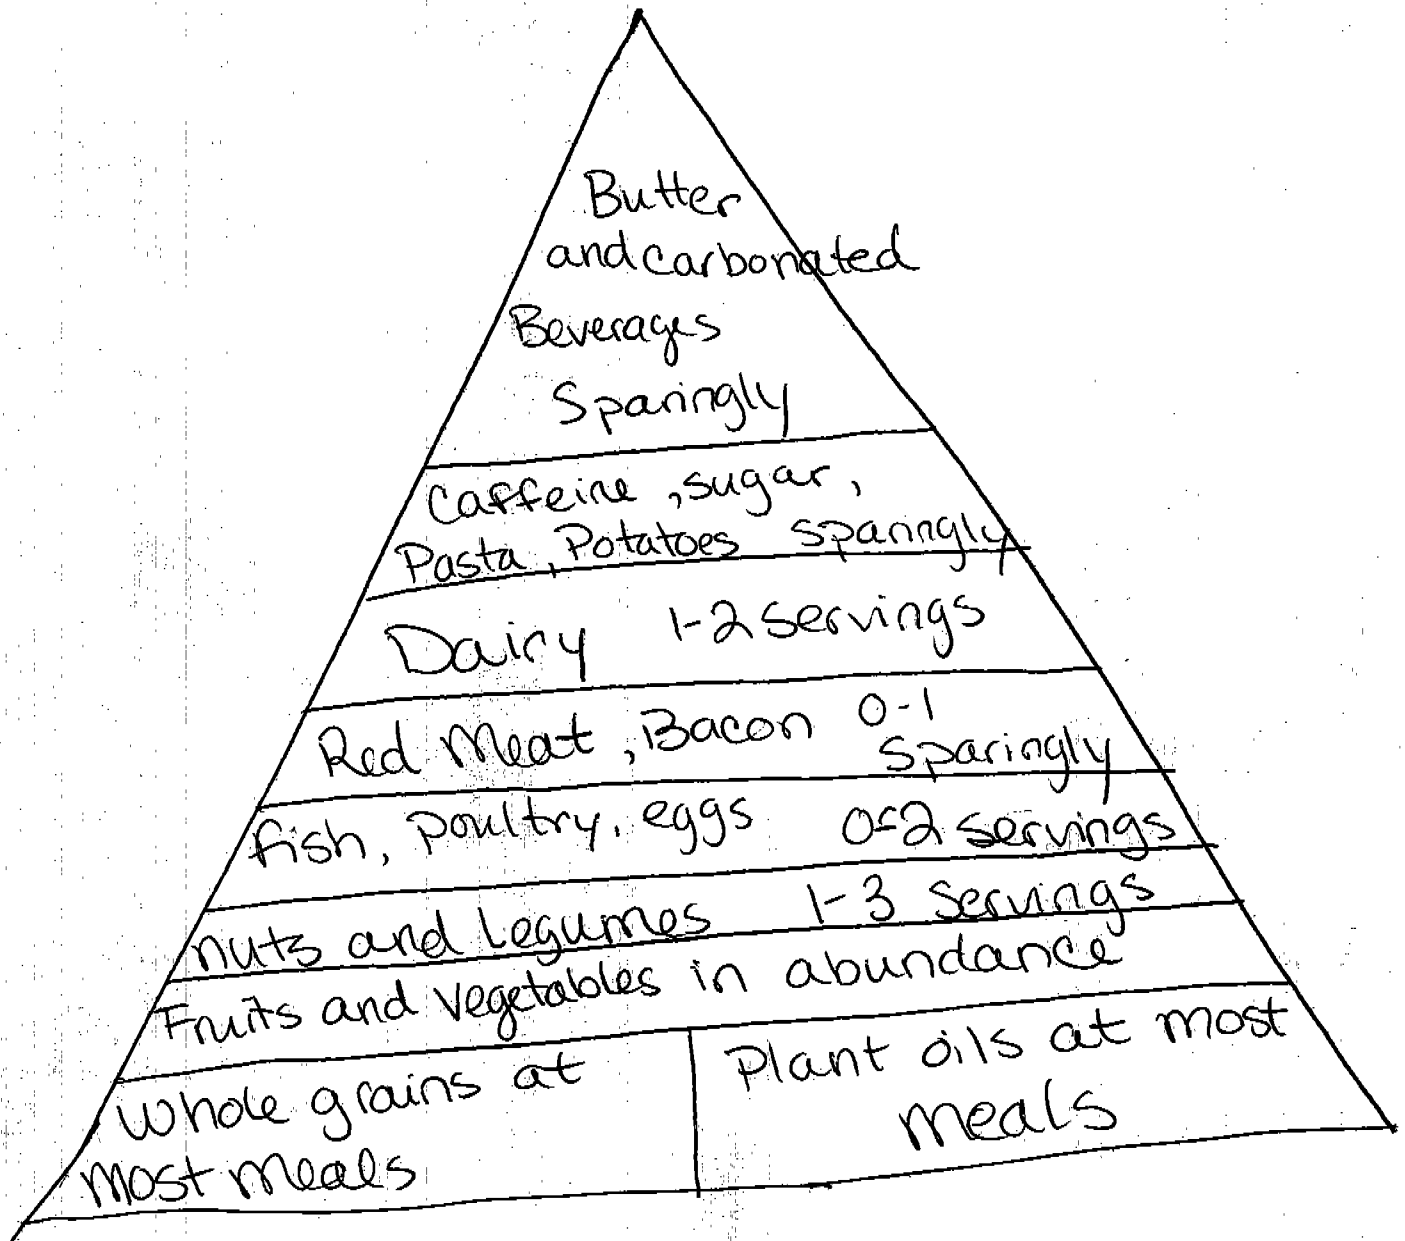 Butter
and carbonated
Beverages
Sparingly
Caffeine, sugar,
Pasta, Potatoes sparingly
Dairy 1-2 servings
Red Meat, Bacon 0-1
Sparingly
fish, poultry, eggs 0-2 servings
nuts and legumes 1-3 servings
Fruits and vegetables in abundance
Whole grains at
most meals
Plant oils at most
meals